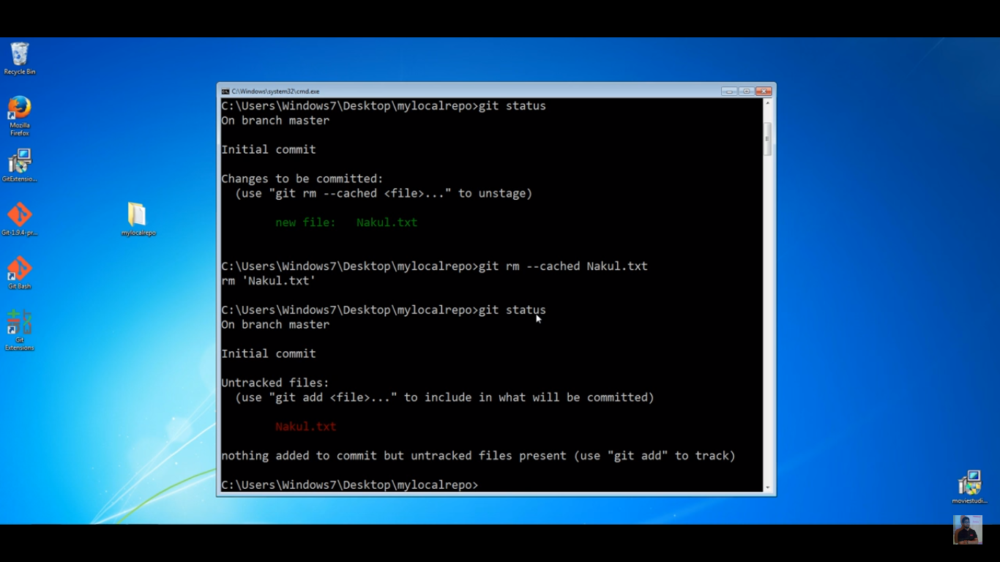 Recycle Bin
Mozilla
Firefox
GitExtensio...
Git-1.9.4-pr...
Git Bash
Git
Extensions
mylocalrepo
C:\Windows\system32\cmd.exe
C:\Users\Windows7\Desktop\mylocalrepo>git status
On branch master
Initial commit
Changes to be committed:
(use "git rm --cached <file>..." to unstage)
new file: Nakul.txt
C:\Users\Windows7\Desktop\mylocalrepo>git rm --cached Nakul.txt
rm 'Nakul.txt'
C:\Users\Windows7\Desktop\mylocalrepo>git status
On branch master
Initial commit
Untracked files:
(use "git add <file>..." to include in what will be committed)
Nakul.txt
nothing added to commit but untracked files present (use "git add" to track)
C:\Users\Windows7\Desktop\mylocalrepo>
moviestudi...